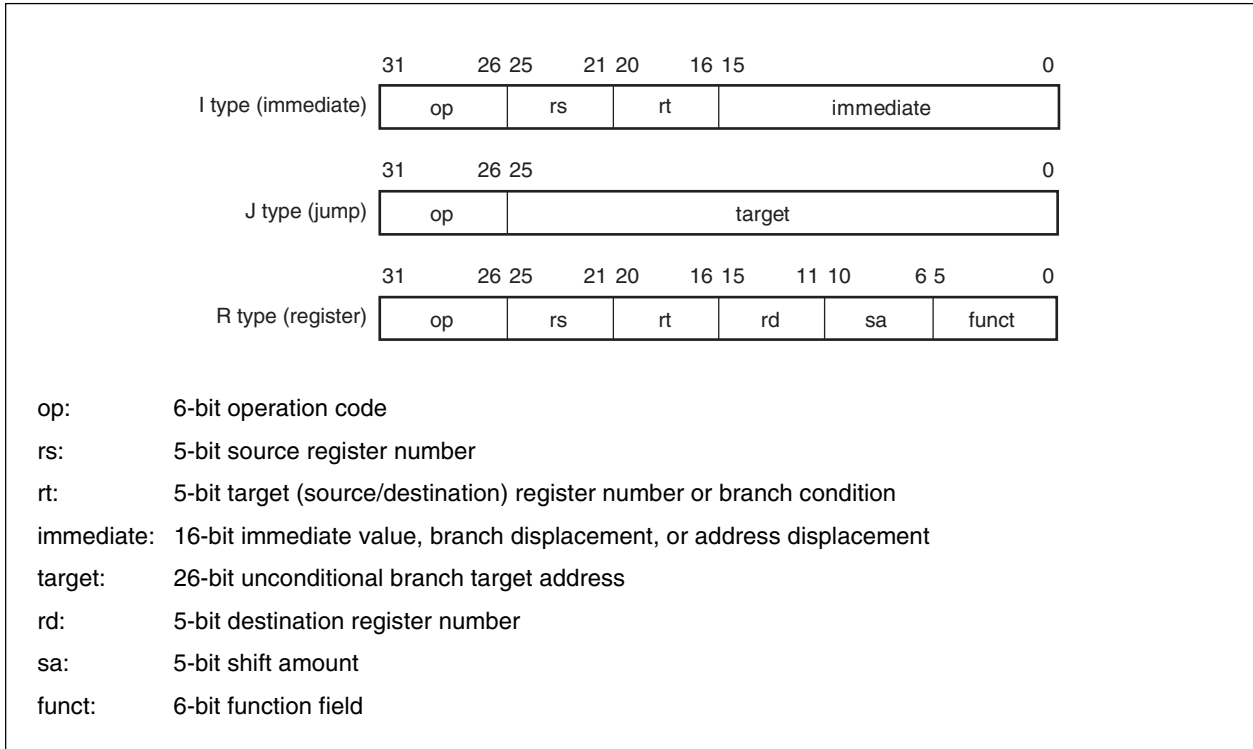 31 26 25 21 20 16 15 0
I type (immediate) op rs rt immediate
31 26 25 0
J type (jump) op target
31 26 25 21 20 16 15 11 10 6 5 0
R type (register) op rs rt rd sa funct
op: 6-bit operation code
rs: 5-bit source register number
rt: 5-bit target (source/destination) register number or branch condition
immediate: 16-bit immediate value, branch displacement, or address displacement
target: 26-bit unconditional branch target address
rd: 5-bit destination register number
sa: 5-bit shift amount
funct: 6-bit function field